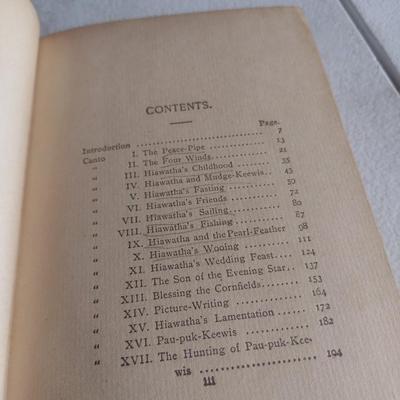 CONTENTS.
Page.
Introduction ........................ 7
Canto I. The Peace-Pipe ................ 13
" II. The Four Winds ................ 21
" III. Hiawatha's Childhood ............ 35
" IV. Hiawatha and Mudge-Keewis .... 43
" V. Hiawatha's Fasting .............. 50
" VI. Hiawatha's Friends .............. 72
" VII. Hiawatha's Sailing .............. 80
" VIII. Hiawatha's Fishing .............. 87
" IX. Hiawatha and the Pearl-Feather 98
" X. Hiawatha's Wooing .............. 111
" XI. Hiawatha's Wedding Feast .... 124
" XII. The Son of the Evening Star .. 137
" XIII. Blessing the Cornfields ........ 153
" XIV. Picture-Writing ................ 164
" XV. Hiawatha's Lamentation ........ 172
" XVI. Pau-puk-Keewis ................ 182
" XVII. The Hunting of Pau-puk-Kee-
wis ...................... 194
iii